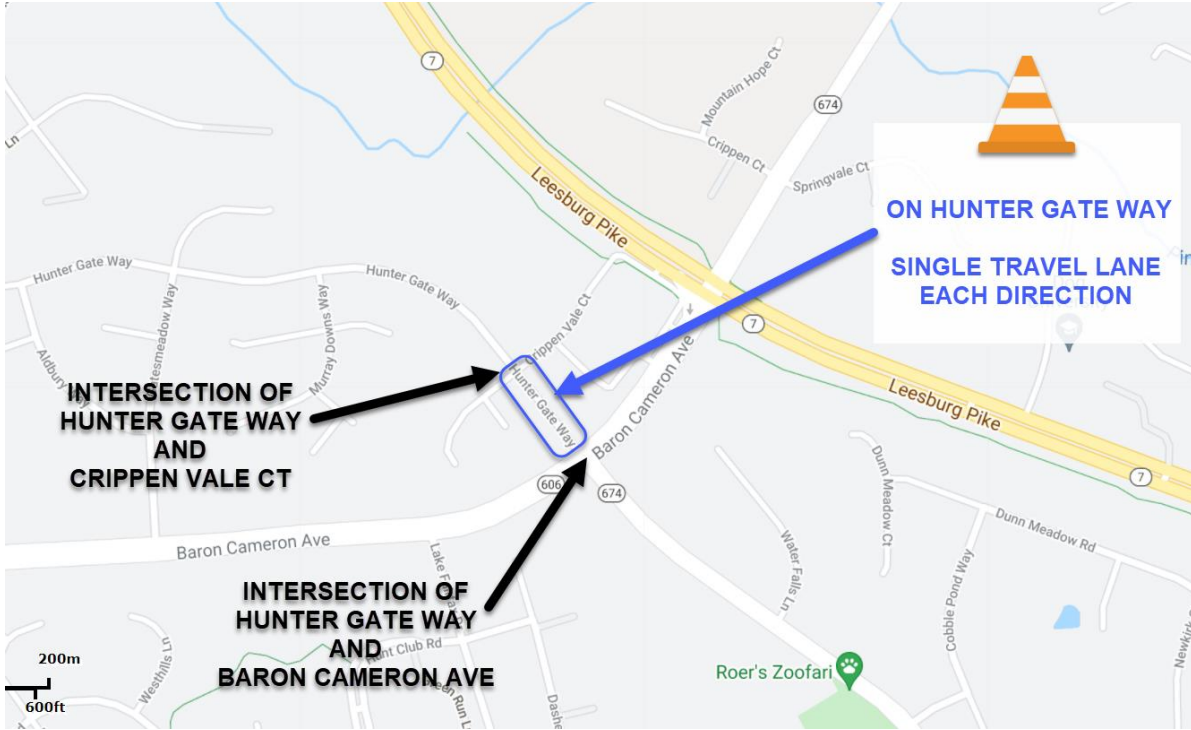 7
674
Mountain Hope Ct
Crippen Ct
Springvale Ct
Ln
Leesburg Pike
ON HUNTER GATE WAY
SINGLE TRAVEL LANE
EACH DIRECTION
Hunter Gate Way
Hunter Gate Way
Murray Downs Way
Crippen Vale Ct
7
Leesburg Pike
Hunter Gate Way
Baron Cameron Ave
INTERSECTION OF
HUNTER GATE WAY
AND
CRIPPEN VALE CT
606
674
7
Baron Cameron Ave
Dunn Meadow Ct
Dunn Meadow Rd
Water Falls Ln
Cobble Pond Way
INTERSECTION OF
HUNTER GATE WAY
AND
BARON CAMERON AVE
Hunt Club Rd
Westhills Ln
Roer's Zoofari
200m
600ft